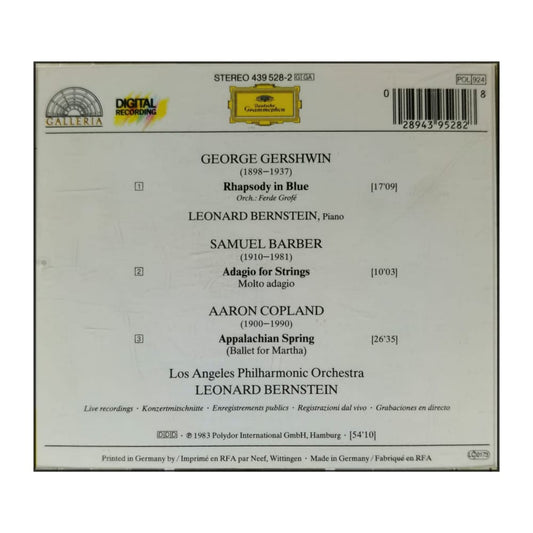 STEREO 439 528-2 GH GA
POL 924
GALLERIA
DIGITAL
RECORDING
Deutsche
Grammophon
0 28943 95282 8
GEORGE GERSHWIN
(1898–1937)
1 Rhapsody in Blue [17'09]
Orch.: Ferde Grofé
LEONARD BERNSTEIN, Piano
SAMUEL BARBER
(1910–1981)
2 Adagio for Strings [10'03]
Molto adagio
AARON COPLAND
(1900–1990)
3 Appalachian Spring [26'35]
(Ballet for Martha)
Los Angeles Philharmonic Orchestra
LEONARD BERNSTEIN
Live recordings · Konzertmitschnitte · Enregistrements publics · Registrazioni dal vivo · Grabaciones en directo
DDD · ℗ 1983 Polydor International GmbH, Hamburg · [54'10]
Printed in Germany by / Imprimé en RFA par Neef, Wittingen · Made in Germany / Fabriqué en RFA
LC 0173